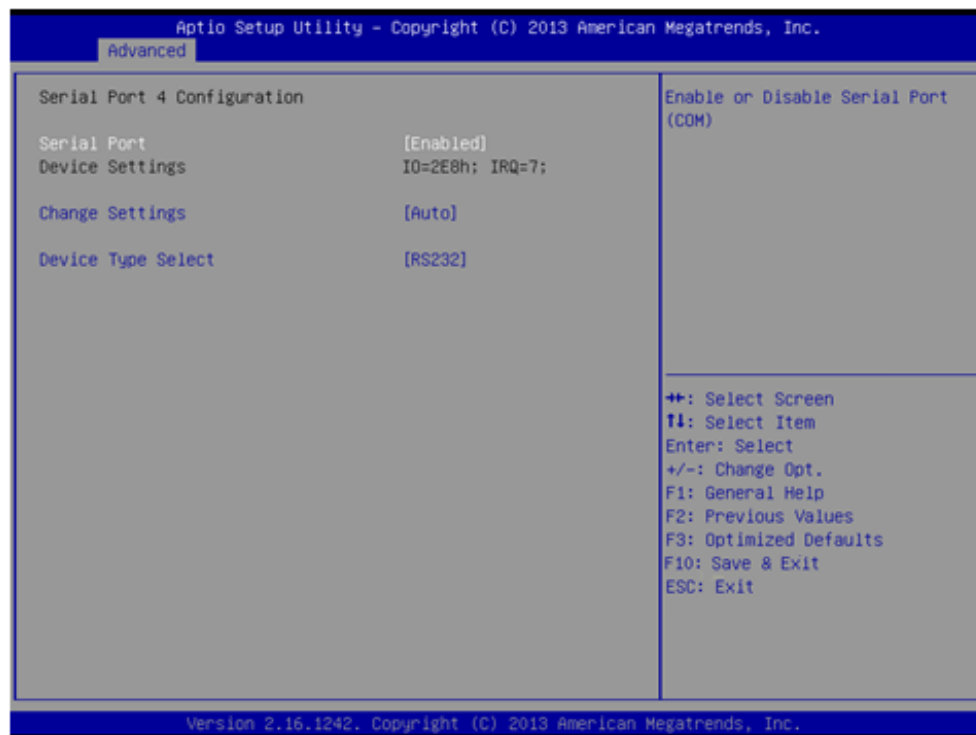 Aptio Setup Utility – Copyright (C) 2013 American Megatrends, Inc.
Advanced
Serial Port 4 Configuration
Serial Port [Enabled]
Device Settings IO=2E8h; IRQ=7;
Change Settings [Auto]
Device Type Select [RS232]
Enable or Disable Serial Port
(COM)
→←: Select Screen
↑↓: Select Item
Enter: Select
+/-: Change Opt.
F1: General Help
F2: Previous Values
F3: Optimized Defaults
F10: Save & Exit
ESC: Exit
Version 2.16.1242. Copyright (C) 2013 American Megatrends, Inc.